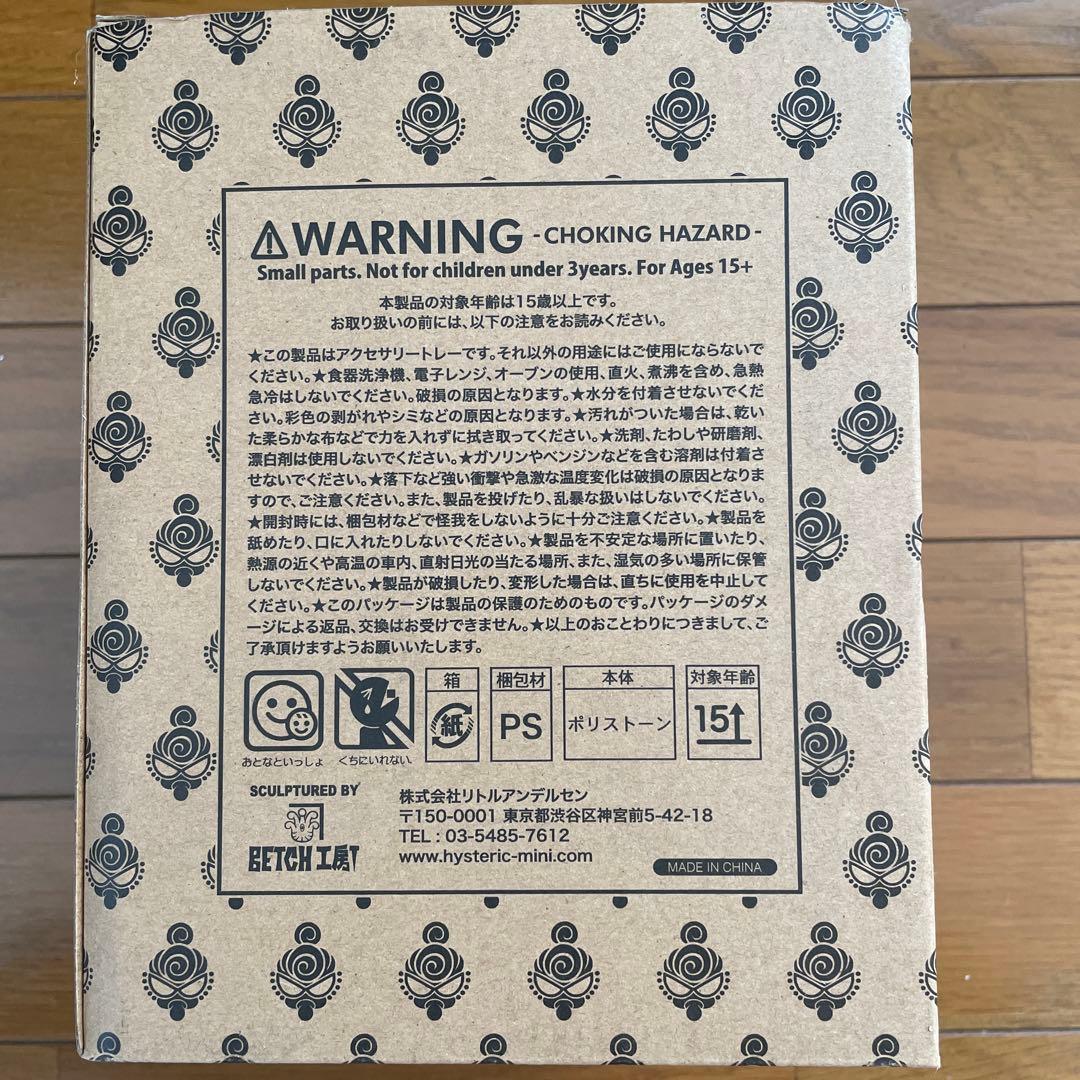 ⚠WARNING -CHOKING HAZARD-
Small parts. Not for children under 3years. For Ages 15+
本製品の対象年齢は15歳以上です。
お取り扱いの前には、以下の注意をお読みください。
★この製品はアクセサリートレーです。それ以外の用途にはご使用にならないで
ください。★食器洗浄機、電子レンジ、オーブンの使用、直火、煮沸を含め、急熱
急冷はしないでください。破損の原因となります。★水分を付着させないでくだ
さい。彩色の剥がれやシミなどの原因となります。★汚れがついた場合は、乾い
た柔らかな布などで力を入れずに拭き取ってください。★洗剤、たわしや研磨剤、
漂白剤は使用しないでください。★ガソリンやベンジンなどを含む溶剤は付着さ
せないでください。★落下など強い衝撃や急激な温度変化は破損の原因となりま
すので、ご注意ください。また、製品を投げたり、乱暴な扱いはしないでください。
★開封時には、梱包材などで怪我をしないように十分ご注意ください。★製品を
舐めたり、口に入れたりしないでください。★製品を不安定な場所に置いたり、
熱源の近くや高温の車内、直射日光の当たる場所、また、湿気の多い場所に保管
しないでください。★製品が破損したり、変形した場合は、直ちに使用を中止して
ください。★このパッケージは製品の保護のためのものです。パッケージのダメ
ージによる返品、交換はお受けできません。★以上のおことわりにつきまして、ご
了承頂けますようお願いいたします。
おとなといっしょ
くちにいれない
箱
紙
梱包材
PS
本体
ポリストーン
対象年齢
15↑
SCULPTURED BY
BETCH工房
株式会社リトルアンデルセン
〒150-0001 東京都渋谷区神宮前5-42-18
TEL : 03-5485-7612
www.hysteric-mini.com
MADE IN CHINA